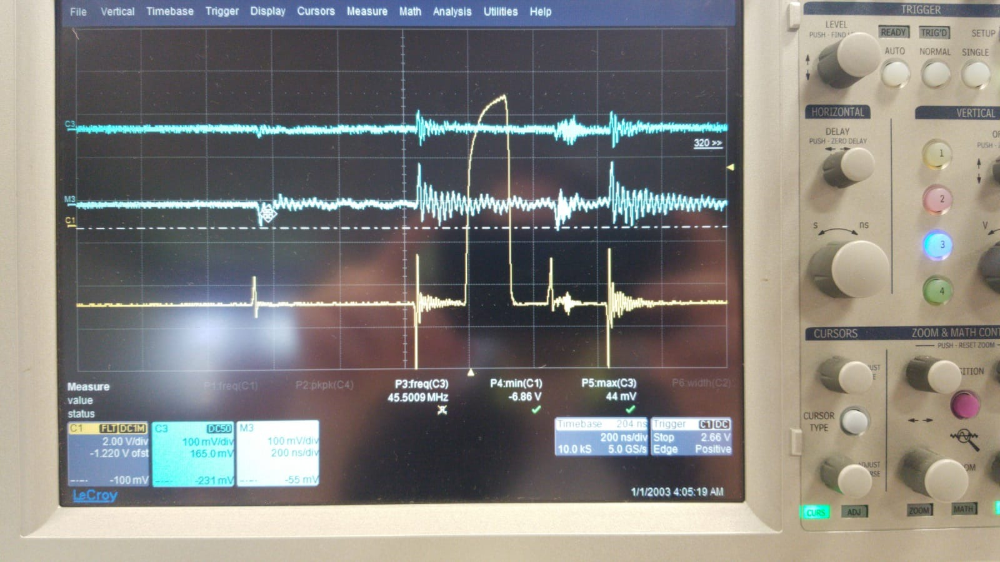 File Vertical Timebase Trigger Display Cursors Measure Math Analysis Utilities Help
C3
320 >>
M3
C1
Measure P1:freq(C1) P2:pkpk(C4) P3:freq(C3) P4:min(C1) P5:max(C3) P6:width(C2)
value 45.5009 MHz -6.86 V 44 mV
status
C1 FLT DC1M
2.00 V/div
-1.220 V ofst
-100 mV
C3 DC50
100 mV/div
165.0 mV
-231 mV
M3
100 mV/div
200 ns/div
-55 mV
Timebase 204 ns
200 ns/div
10.0 kS 5.0 GS/s
Trigger C1 DC
Stop 2.66 V
Edge Positive
LeCroy
1/1/2003 4:05:19 AM
TRIGGER
LEVEL
PUSH - FIND
READY TRIG'D SETUP
AUTO NORMAL SINGLE
HORIZONTAL
DELAY
PUSH - ZERO DELAY
s ns
VERTICAL
PUSH -
1
2
3
4
V
CURSORS
CURSOR
TYPE
CURS ADJ
ZOOM & MATH
PUSH - RESET ZOOM
ZOOM MATH